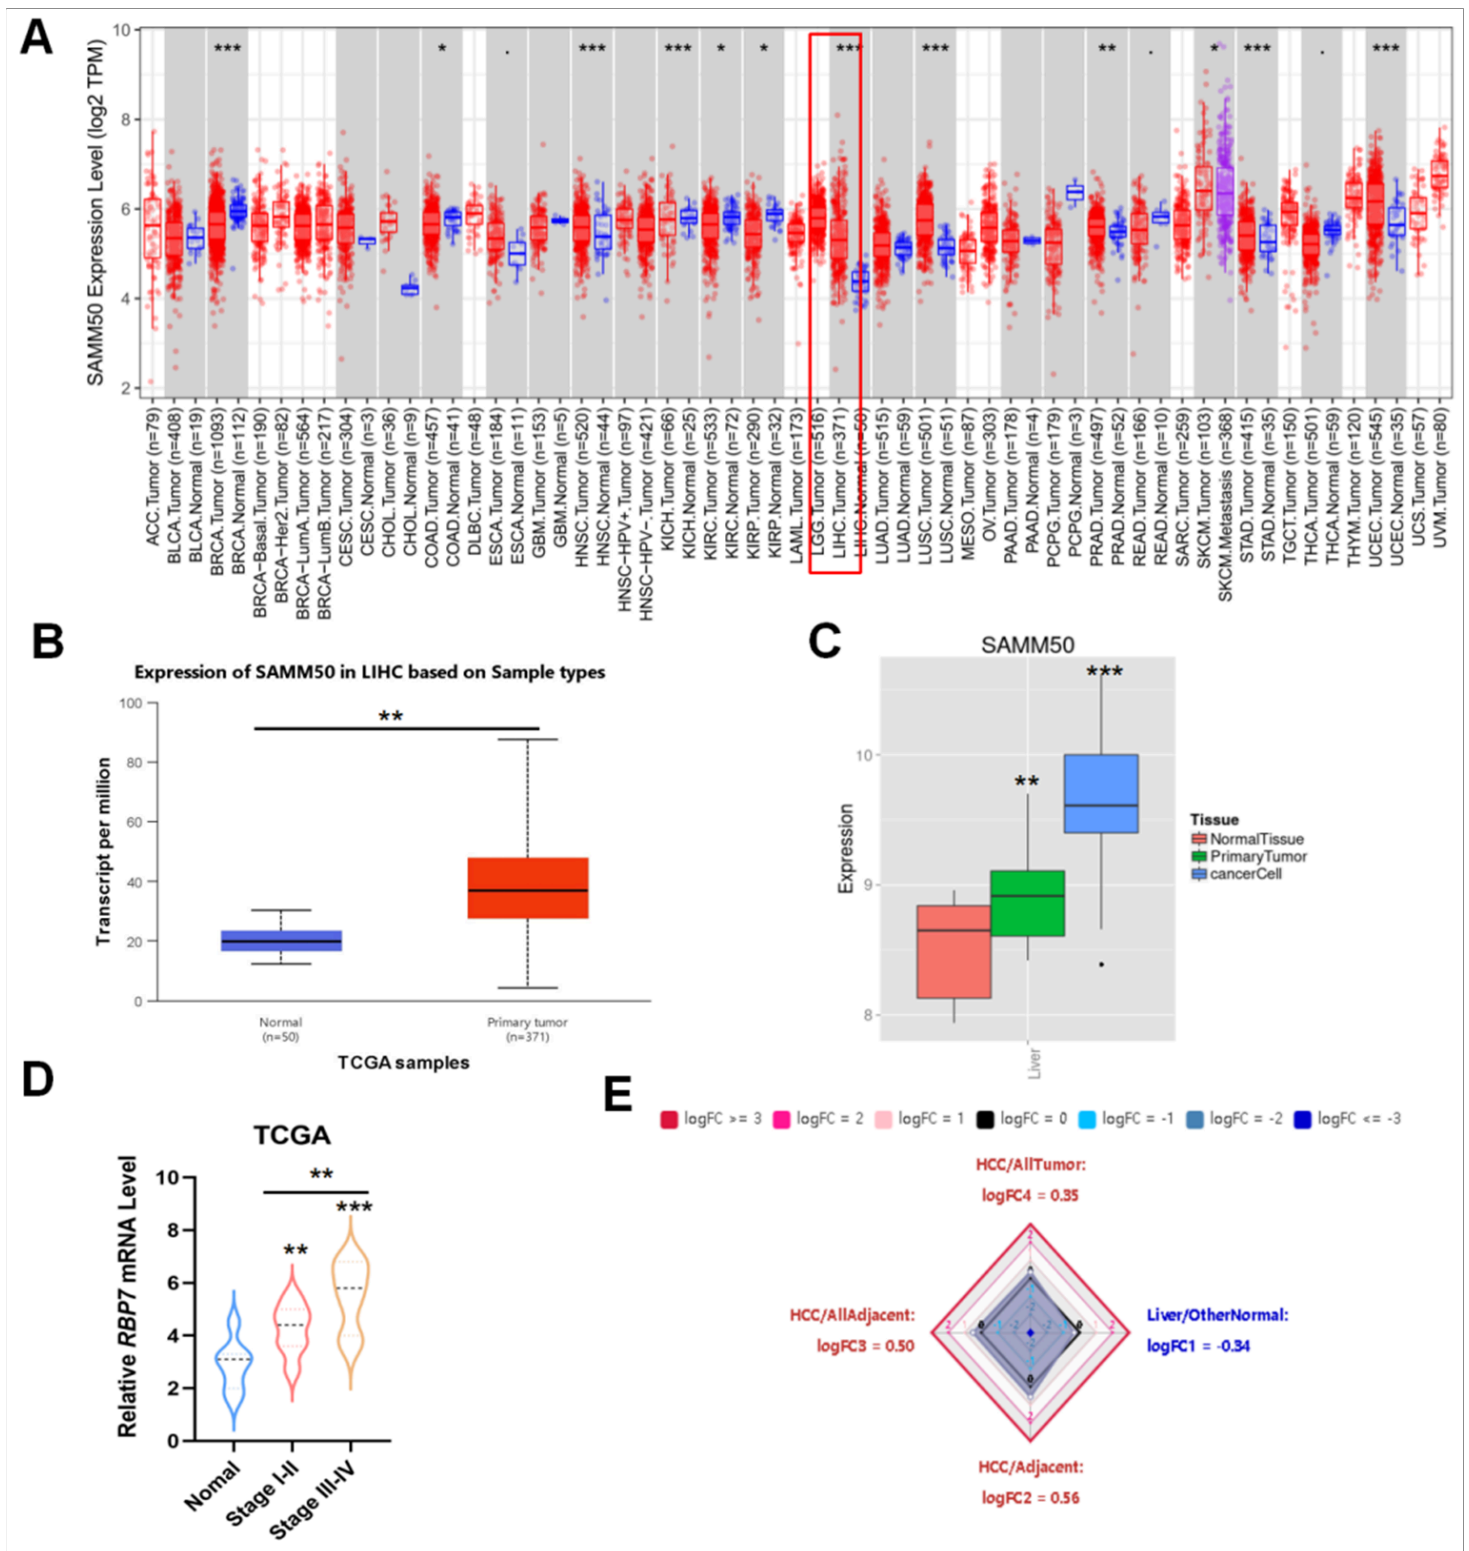 A
SAMM50 Expression Level (log2 TPM)
10
8
6
4
2
***
*
.
***
***
*
*
***
***
**
.
*
***
.
***
ACC.Tumor (n=79)
BLCA.Tumor (n=408)
BLCA.Normal (n=19)
BRCA.Tumor (n=1093)
BRCA.Normal (n=112)
BRCA-Basal.Tumor (n=190)
BRCA-Her2.Tumor (n=82)
BRCA-LumA.Tumor (n=564)
BRCA-LumB.Tumor (n=217)
CESC.Tumor (n=304)
CESC.Normal (n=3)
CHOL.Tumor (n=36)
CHOL.Normal (n=9)
COAD.Tumor (n=457)
COAD.Normal (n=41)
DLBC.Tumor (n=48)
ESCA.Tumor (n=184)
ESCA.Normal (n=11)
GBM.Tumor (n=153)
GBM.Normal (n=5)
HNSC.Tumor (n=520)
HNSC.Normal (n=44)
HNSC-HPV+.Tumor (n=97)
HNSC-HPV-.Tumor (n=421)
KICH.Tumor (n=66)
KICH.Normal (n=25)
KIRC.Tumor (n=533)
KIRC.Normal (n=72)
KIRP.Tumor (n=290)
KIRP.Normal (n=32)
LAML.Tumor (n=173)
LGG.Tumor (n=516)
LIHC.Tumor (n=371)
LIHC.Normal (n=50)
LUAD.Tumor (n=515)
LUAD.Normal (n=59)
LUSC.Tumor (n=501)
LUSC.Normal (n=51)
MESO.Tumor (n=87)
OV.Tumor (n=303)
PAAD.Tumor (n=178)
PAAD.Normal (n=4)
PCPG.Tumor (n=179)
PCPG.Normal (n=3)
PRAD.Tumor (n=497)
PRAD.Normal (n=52)
READ.Tumor (n=166)
READ.Normal (n=10)
SARC.Tumor (n=259)
SKCM.Tumor (n=103)
SKCM.Metastasis (n=368)
STAD.Tumor (n=415)
STAD.Normal (n=35)
TGCT.Tumor (n=150)
THCA.Tumor (n=501)
THCA.Normal (n=59)
THYM.Tumor (n=120)
UCEC.Tumor (n=545)
UCEC.Normal (n=35)
UCS.Tumor (n=57)
UVM.Tumor (n=80)
B
Expression of SAMM50 in LIHC based on Sample types
**
Transcript per million
100
80
60
40
20
0
Normal
(n=50)
Primary tumor
(n=371)
TCGA samples
C
SAMM50
***
**
Expression
10
9
8
Liver
Tissue
NormalTissue
PrimaryTumor
cancerCell
D
TCGA
Relative RBP7 mRNA Level
10
8
6
4
2
0
**
***
**
Nomal
Stage I-II
Stage III-IV
E
logFC >= 3 logFC = 2 logFC = 1 logFC = 0 logFC = -1 logFC = -2 logFC <= -3
HCC/AllTumor:
logFC4 = 0.35
HCC/AllAdjacent:
logFC3 = 0.50
Liver/OtherNormal:
logFC1 = -0.34
HCC/Adjacent:
logFC2 = 0.56